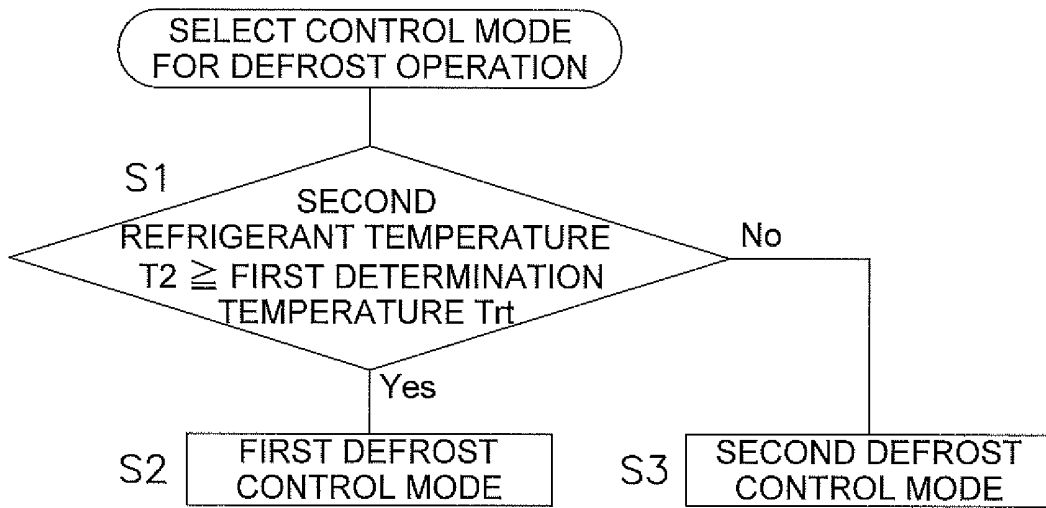 SELECT CONTROL MODE
FOR DEFROST OPERATION
S1
SECOND
REFRIGERANT TEMPERATURE
T2 ≧ FIRST DETERMINATION
TEMPERATURE Trt
No
Yes
S2
FIRST DEFROST
CONTROL MODE
S3
SECOND DEFROST
CONTROL MODE